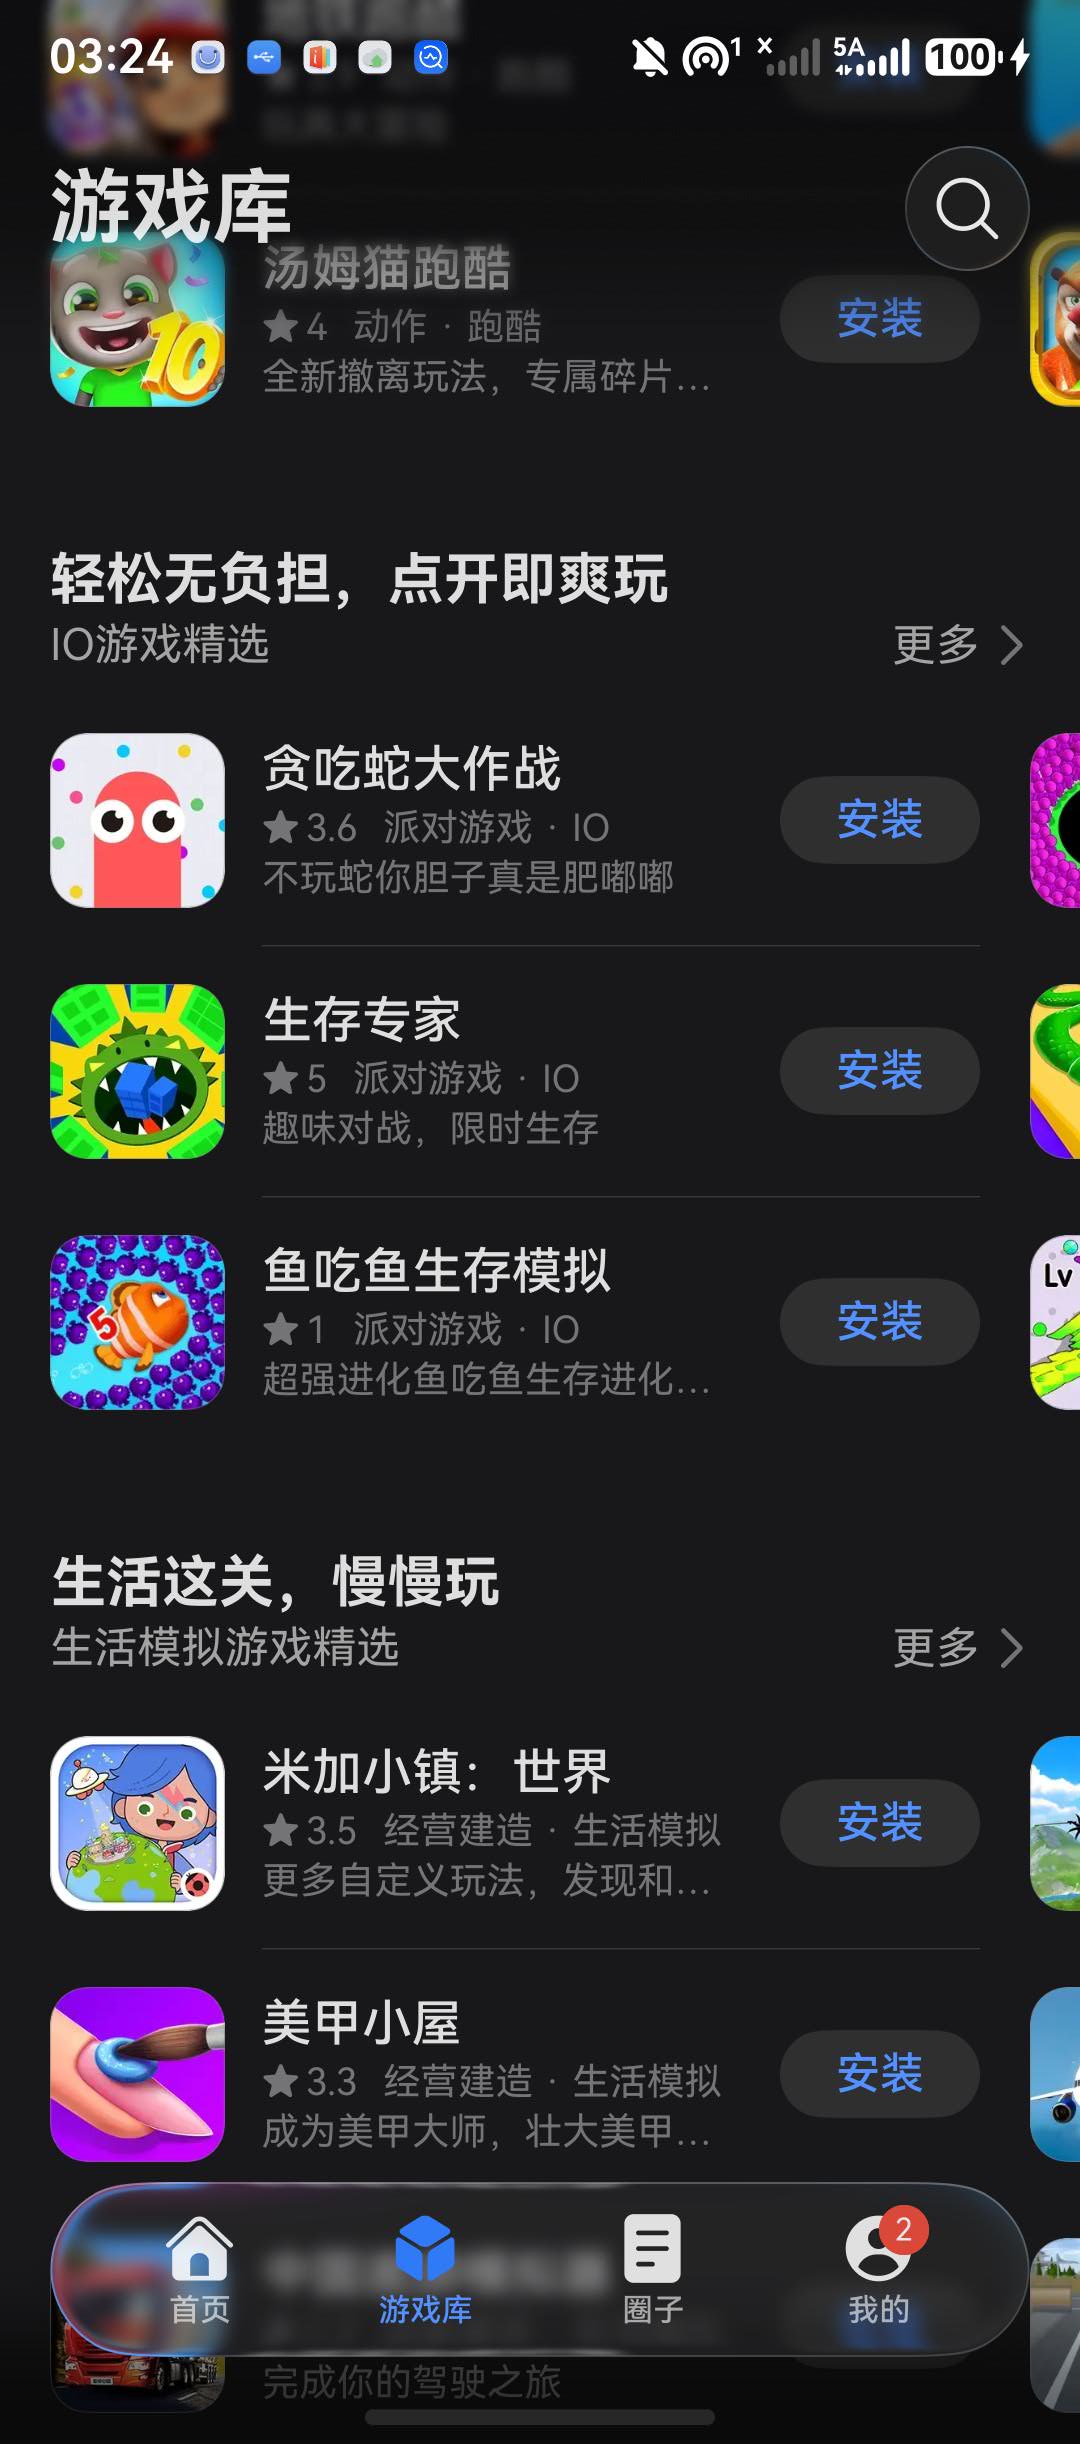 03:24
1
5A
100
游戏库
汤姆猫跑酷
10
4 动作 · 跑酷
全新撤离玩法，专属碎片...
安装
轻松无负担，点开即爽玩
IO游戏精选
更多
贪吃蛇大作战
3.6 派对游戏 · IO
不玩蛇你胆子真是肥嘟嘟
安装
生存专家
5 派对游戏 · IO
趣味对战，限时生存
安装
鱼吃鱼生存模拟
5
1 派对游戏 · IO
超强进化鱼吃鱼生存进化...
安装
Lv
生活这关，慢慢玩
生活模拟游戏精选
更多
米加小镇：世界
3.5 经营建造 · 生活模拟
更多自定义玩法，发现和...
安装
美甲小屋
3.3 经营建造 · 生活模拟
成为美甲大师，壮大美甲...
安装
2
首页
游戏库
圈子
我的
完成你的驾驶之旅